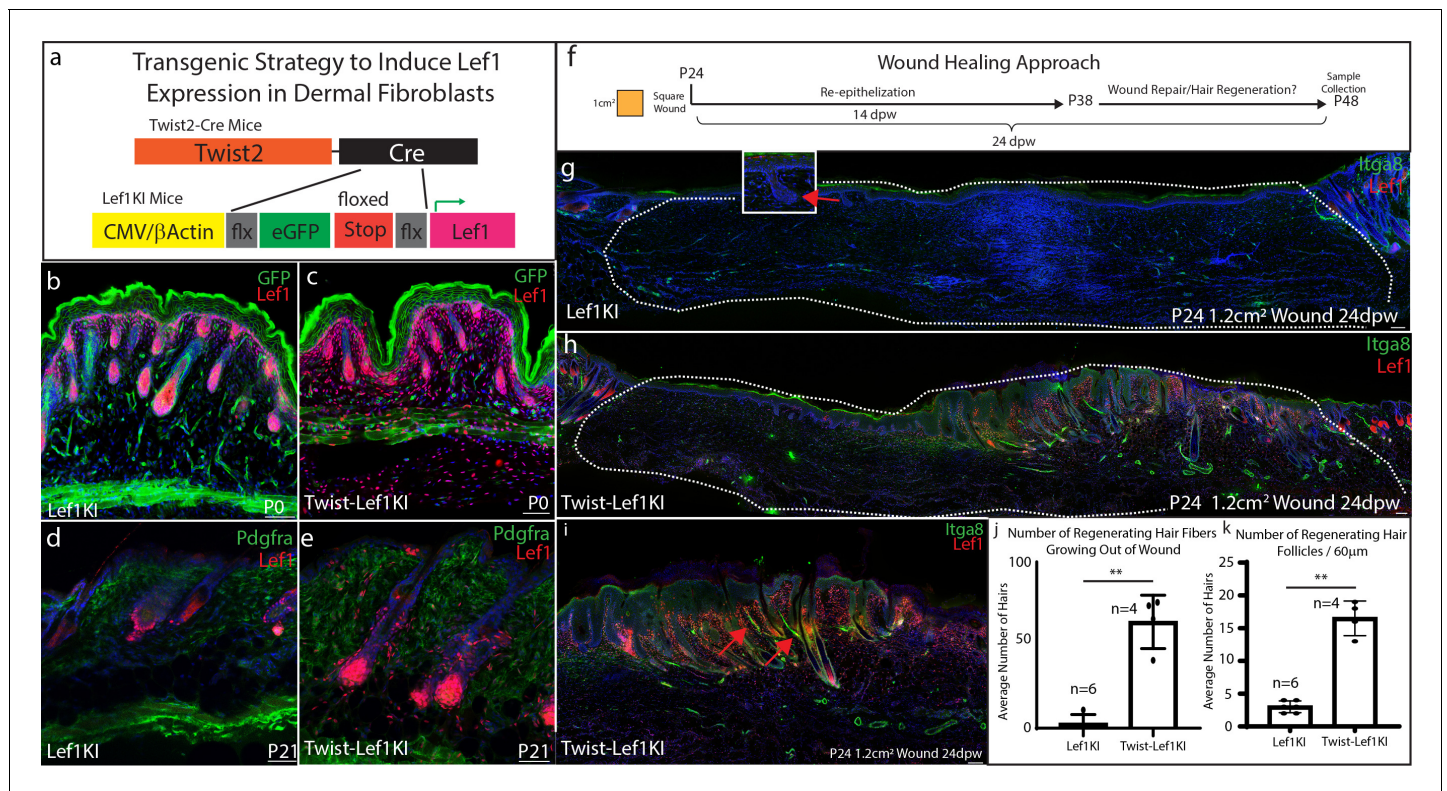 a
Transgenic Strategy to Induce Lef1
Expression in Dermal Fibroblasts
Twist2-Cre Mice
Twist2
Cre
Lef1KI Mice
floxed
CMV/βActin
flx
eGFP
Stop
flx
Lef1
b
GFP
Lef1
Lef1KI
P0
c
GFP
Lef1
Twist-Lef1KI
P0
d
Pdgfra
Lef1
Lef1KI
P21
e
Pdgfra
Lef1
Twist-Lef1KI
P21
f
Wound Healing Approach
1cm²
Square
Wound
P24
Re-epithelization
14 dpw
P38
Wound Repair/Hair Regeneration?
Sample
Collection
P48
24 dpw
g
Itga8
Lef1
Lef1KI
P24 1.2cm² Wound 24dpw
h
Itga8
Lef1
Twist-Lef1KI
P24 1.2cm² Wound 24dpw
i
Itga8
Lef1
Twist-Lef1KI
P24 1.2cm² Wound 24dpw
j
Number of Regenerating Hair Fibers
Growing Out of Wound
Average Number of Hairs
100
50
0
**
n=6
n=4
Lef1KI
Twist-Lef1KI
k
Number of Regenerating Hair
Follicles / 60μm
Average Number of Hairs
25
20
15
10
5
0
**
n=6
n=4
Lef1KI
Twist-Lef1KI